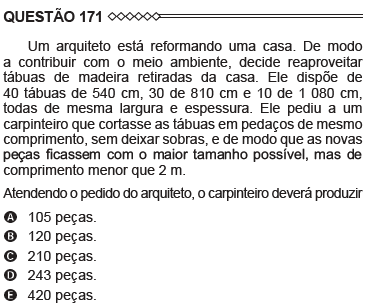 QUESTÃO 171
Um arquiteto está reformando uma casa. De modo
a contribuir com o meio ambiente, decide reaproveitar
tábuas de madeira retiradas da casa. Ele dispõe de
40 tábuas de 540 cm, 30 de 810 cm e 10 de 1 080 cm,
todas de mesma largura e espessura. Ele pediu a um
carpinteiro que cortasse as tábuas em pedaços de mesmo
comprimento, sem deixar sobras, e de modo que as novas
peças ficassem com o maior tamanho possível, mas de
comprimento menor que 2 m.
Atendendo o pedido do arquiteto, o carpinteiro deverá produzir
A 105 peças.
B 120 peças.
C 210 peças.
D 243 peças.
E 420 peças.